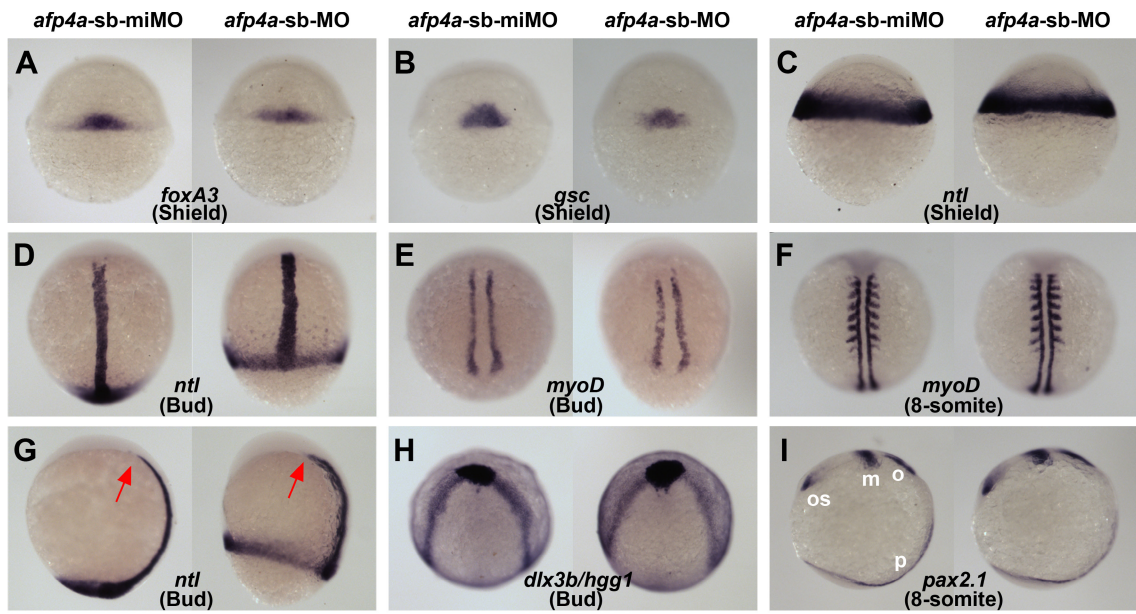 afp4a-sb-miMO afp4a-sb-MO afp4a-sb-miMO afp4a-sb-MO afp4a-sb-miMO afp4a-sb-MO
A B C
foxA3 gsc ntl
(Shield) (Shield) (Shield)
D E F
ntl myoD myoD
(Bud) (Bud) (8-somite)
G H I
os m o
p
ntl dlx3b/hgg1 pax2.1
(Bud) (Bud) (8-somite)